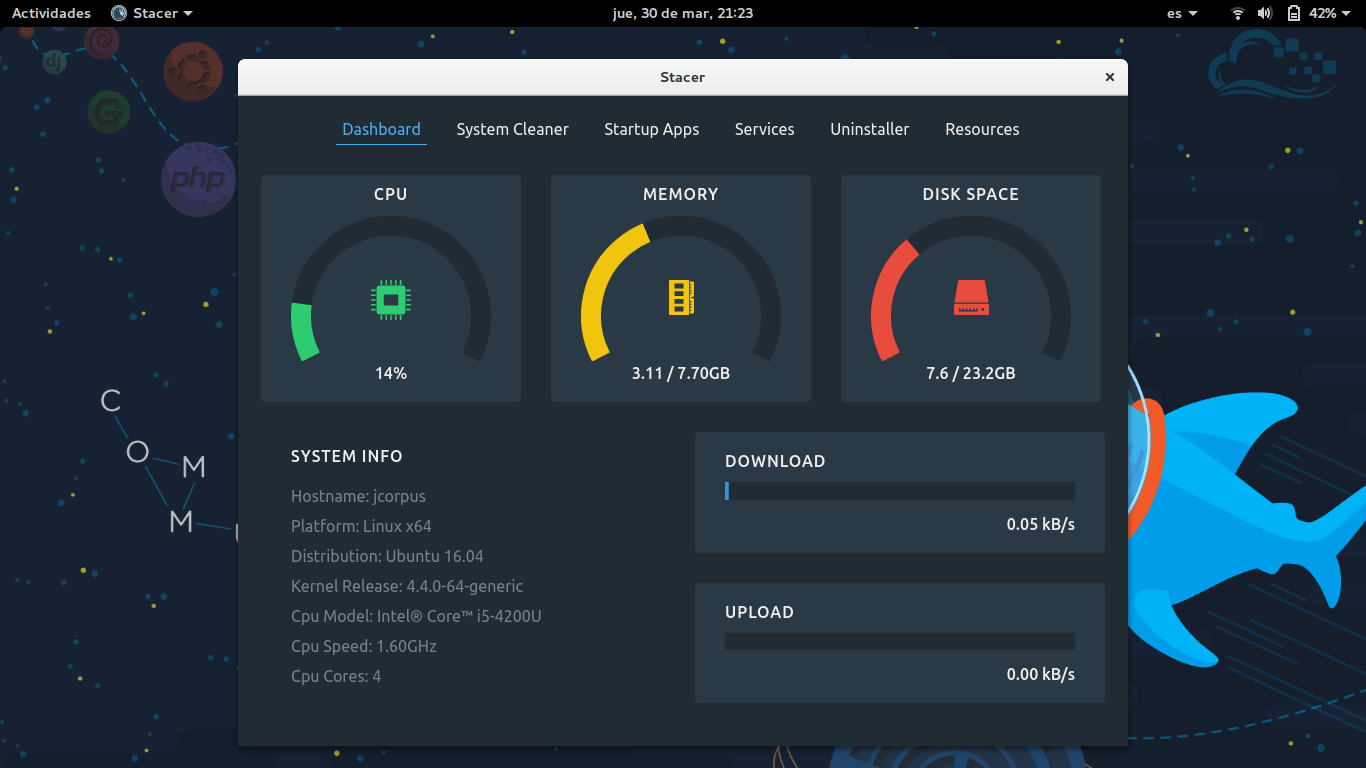 Actividades Stacer jue, 30 de mar, 21:23 es 42%
Stacer
Dashboard System Cleaner Startup Apps Services Uninstaller Resources
CPU MEMORY DISK SPACE
14% 3.11 / 7.70GB 7.6 / 23.2GB
SYSTEM INFO
Hostname: jcorpus
Platform: Linux x64
Distribution: Ubuntu 16.04
Kernel Release: 4.4.0-64-generic
Cpu Model: Intel® Core™ i5-4200U
Cpu Speed: 1.60GHz
Cpu Cores: 4
DOWNLOAD
0.05 kB/s
UPLOAD
0.00 kB/s
dj
php
C
O
M
M